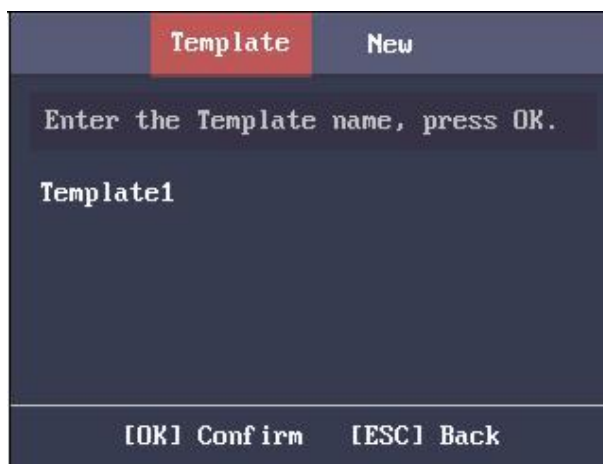 Template New
Enter the Template name, press OK.
Template1
[OK] Confirm [ESC] Back